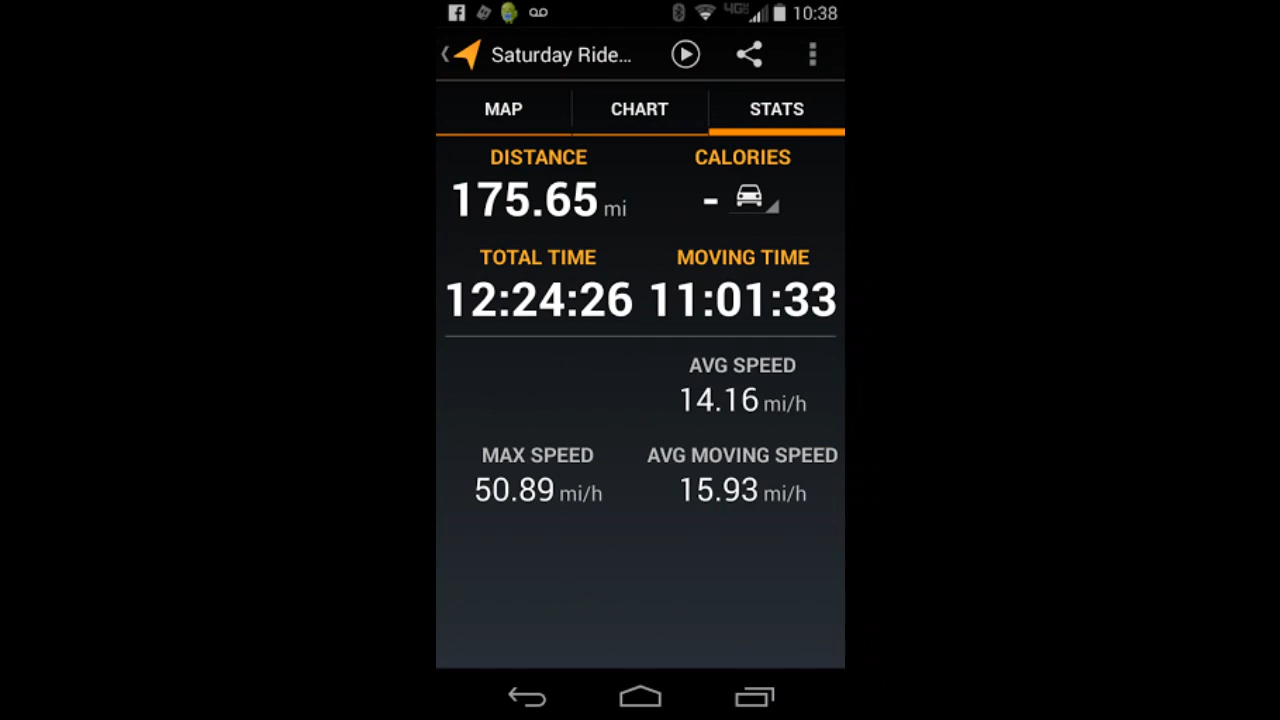 4G 10:38
Saturday Ride...
MAP CHART STATS
DISTANCE CALORIES
175.65 mi -
TOTAL TIME MOVING TIME
12:24:26 11:01:33
AVG SPEED
14.16 mi/h
MAX SPEED AVG MOVING SPEED
50.89 mi/h 15.93 mi/h